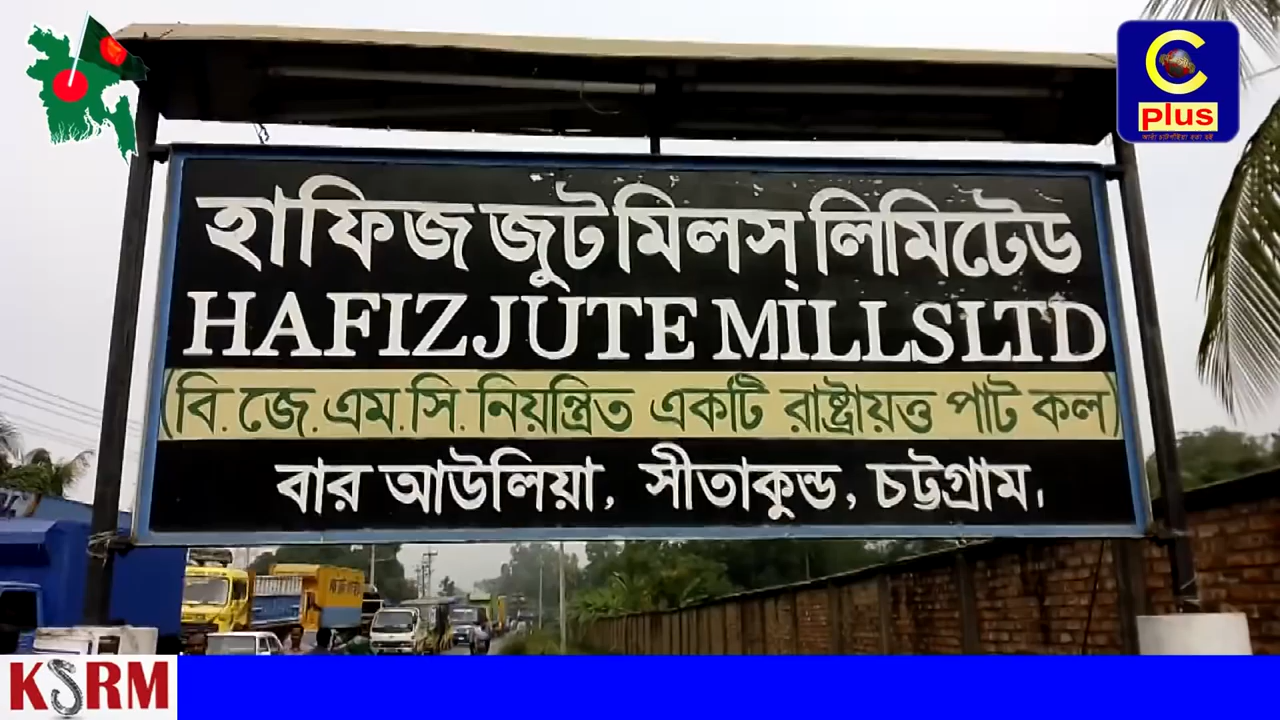 plus
হাফিজ জুট মিলস্ লিমিটেড
HAFIZ JUTE MILLS LTD
(বি.জে.এম.সি. নিয়ন্ত্রিত একটি রাষ্ট্রায়ত্ত পাট কল)
বার আউলিয়া, সীতাকুন্ড, চট্টগ্রাম।
KSRM